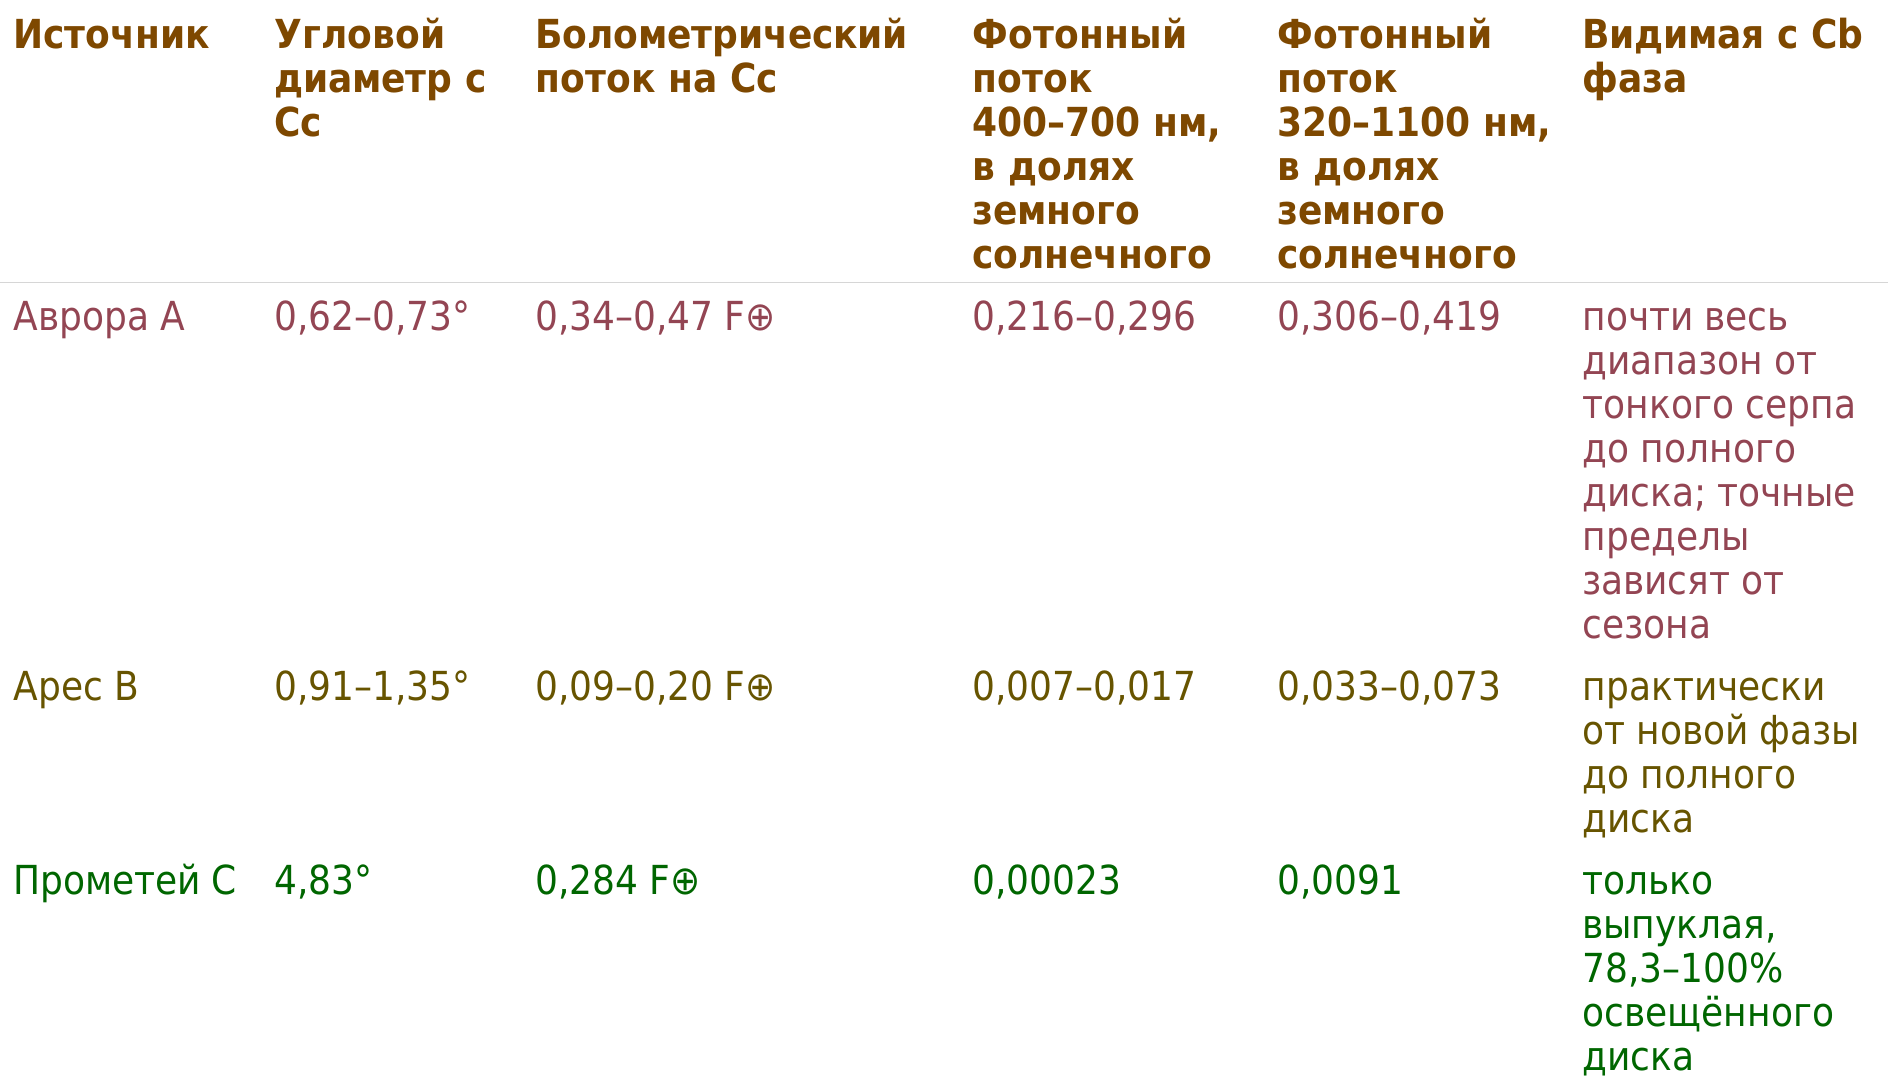 Источник
Угловой
диаметр с
Cc
Болометрический
поток на Cc
Фотонный
поток
400–700 нм,
в долях
земного
солнечного
Фотонный
поток
320–1100 нм,
в долях
земного
солнечного
Видимая с Cb
фаза
Аврора A
0,62–0,73°
0,34–0,47 F⊕
0,216–0,296
0,306–0,419
почти весь
диапазон от
тонкого серпа
до полного
диска; точные
пределы
зависят от
сезона
Арес B
0,91–1,35°
0,09–0,20 F⊕
0,007–0,017
0,033–0,073
практически
от новой фазы
до полного
диска
Прометей C
4,83°
0,284 F⊕
0,00023
0,0091
только
выпуклая,
78,3–100%
освещённого
диска